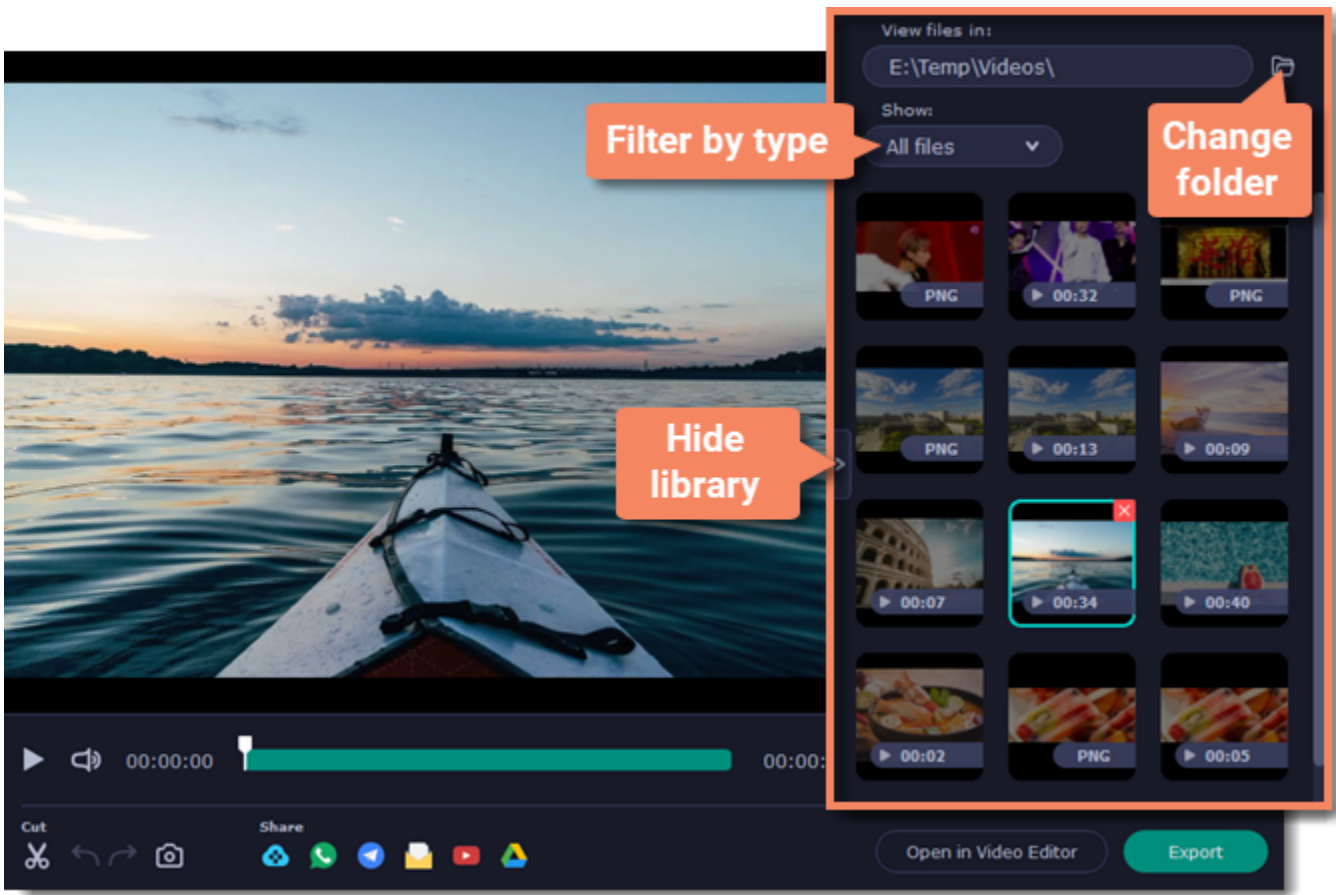 View files in:
E:\Temp\Videos\
Show:
Filter by type
All files
Change
folder
PNG
00:32
PNG
PNG
00:13
00:09
Hide
library
00:07
00:34
00:40
00:02
PNG
00:05
00:00:00
00:00:
Cut
Share
Open in Video Editor
Export